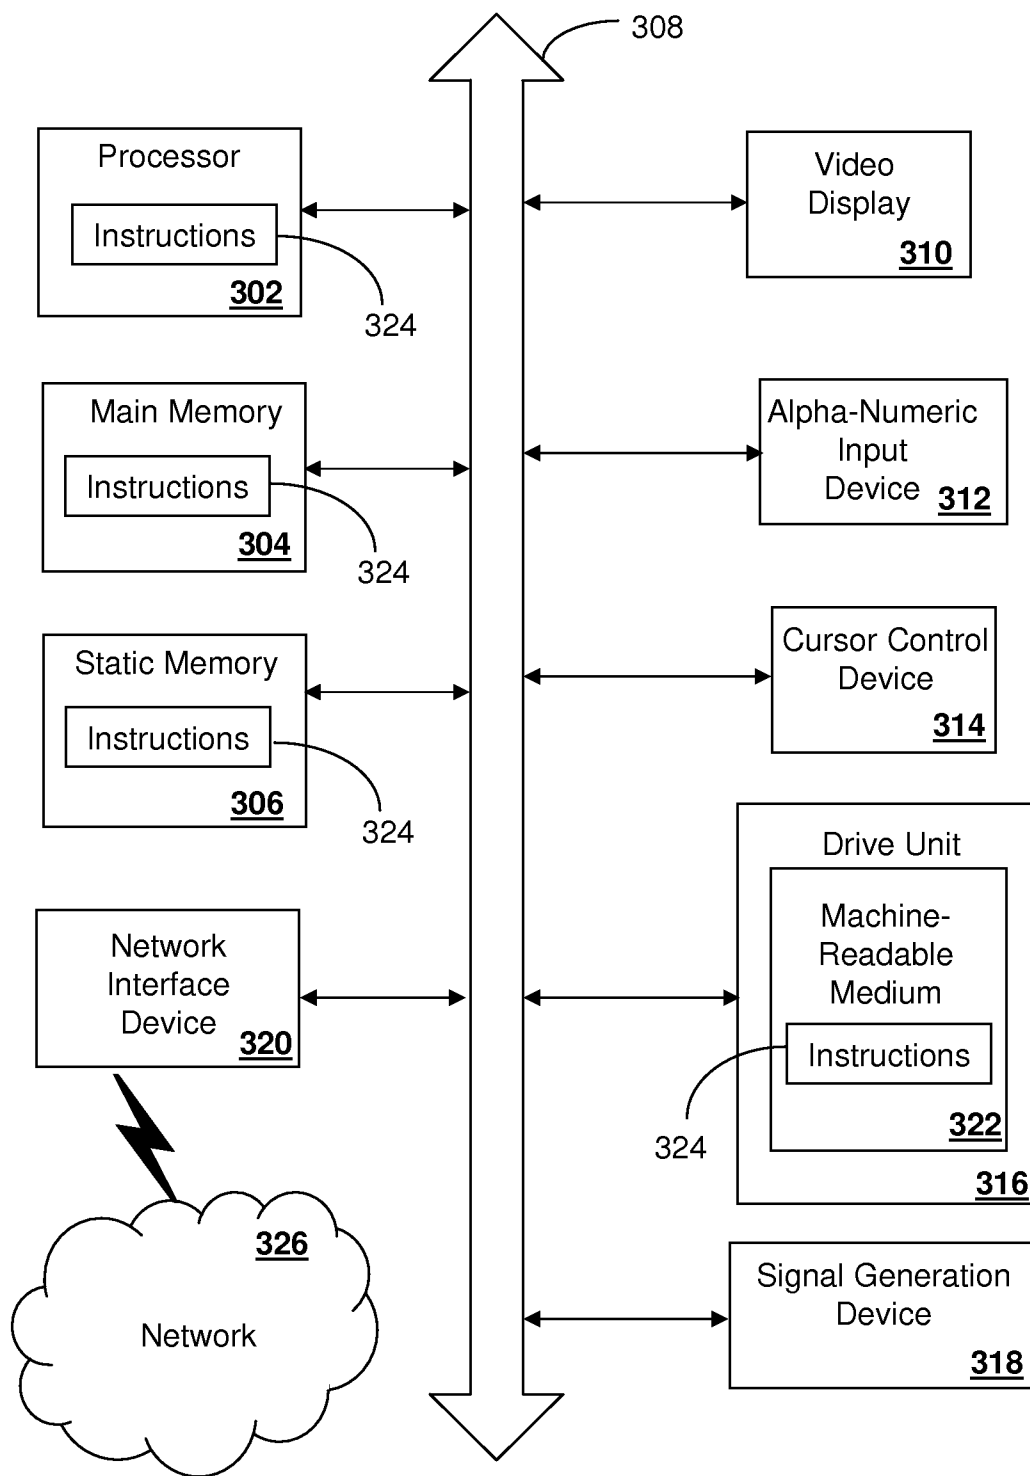 308
Processor
Instructions
302
324
Main Memory
Instructions
304
324
Static Memory
Instructions
306
324
Network
Interface
Device
320
326
Network
Video
Display
310
Alpha-Numeric
Input
Device
312
Cursor Control
Device
314
Drive Unit
Machine-
Readable
Medium
Instructions
322
324
316
Signal Generation
Device
318